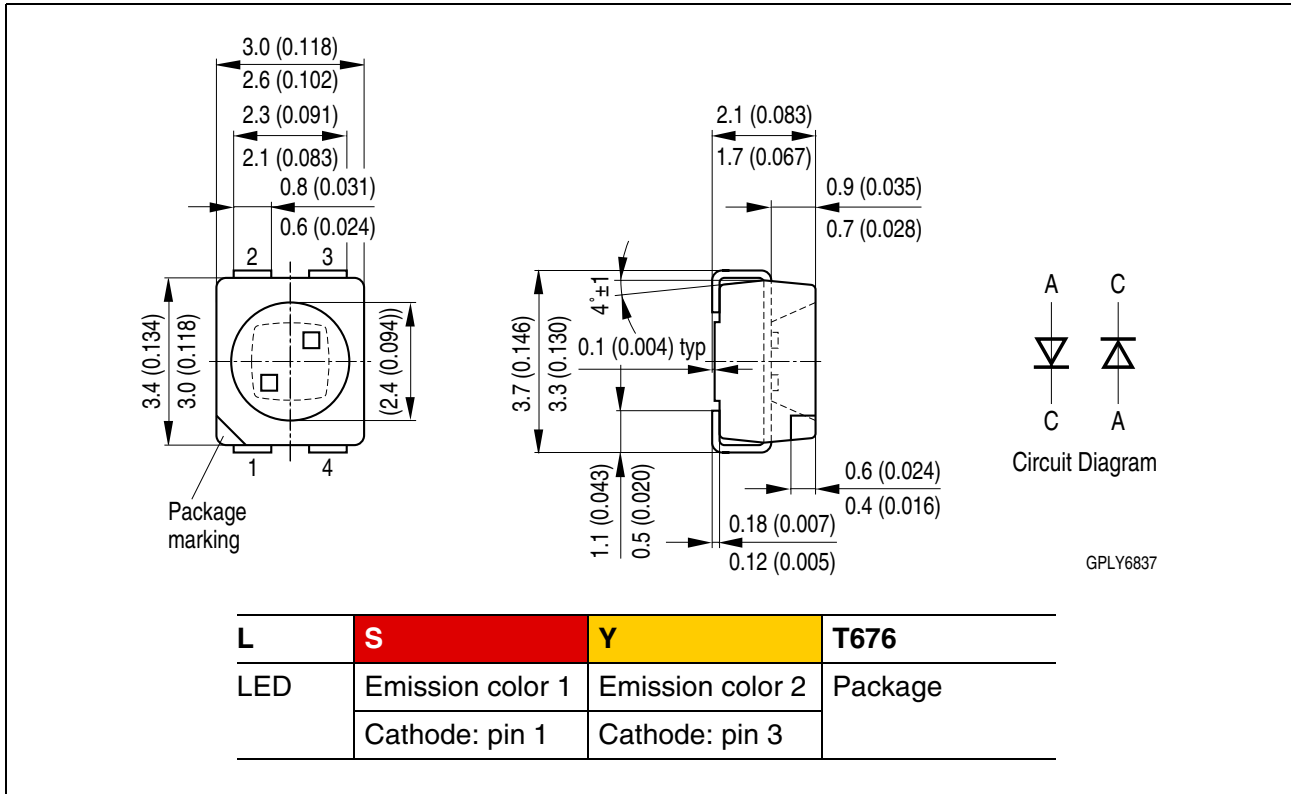 3.0 (0.118)
2.6 (0.102)
2.3 (0.091)
2.1 (0.083)
0.8 (0.031)
0.6 (0.024)
2 3
3.4 (0.134)
3.0 (0.118)
(2.4 (0.094))
1 4
Package
marking
2.1 (0.083)
1.7 (0.067)
0.9 (0.035)
0.7 (0.028)
4°±1
0.1 (0.004) typ
3.7 (0.146)
3.3 (0.130)
1.1 (0.043)
0.5 (0.020)
0.6 (0.024)
0.4 (0.016)
0.18 (0.007)
0.12 (0.005)
A C
C A
Circuit Diagram
GPLY6837
L S Y T676
LED Emission color 1 Emission color 2 Package
Cathode: pin 1 Cathode: pin 3